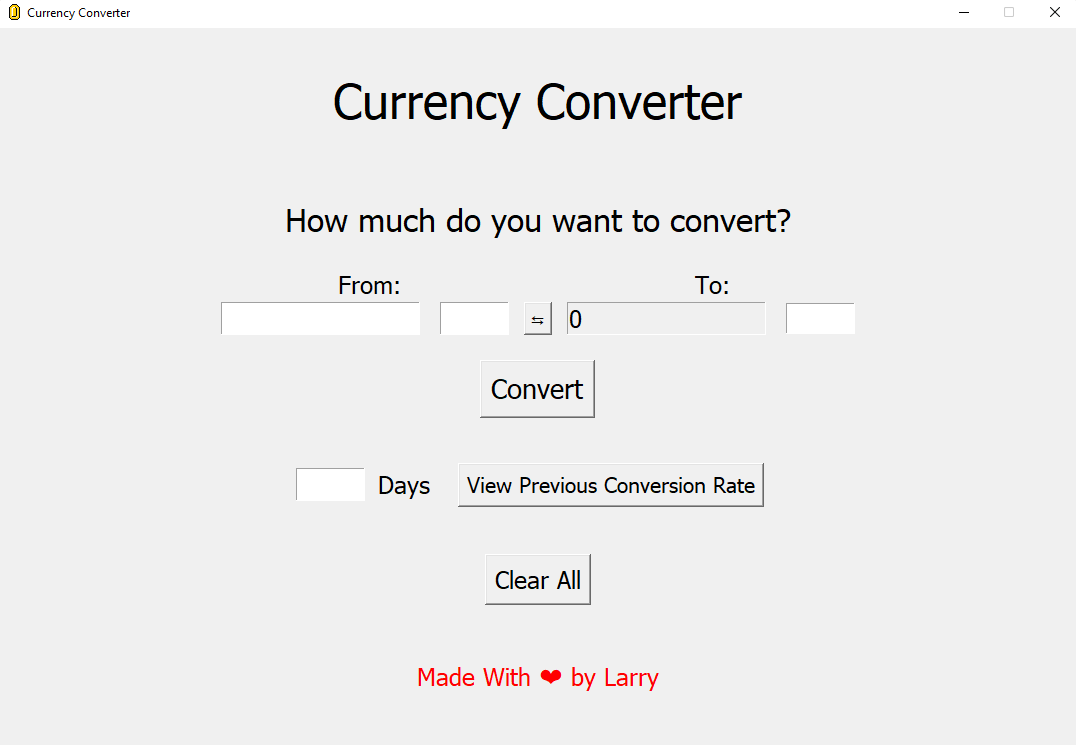 Currency Converter
Currency Converter
How much do you want to convert?
From: To:
⇆ 0
Convert
Days View Previous Conversion Rate
Clear All
Made With ❤ by Larry